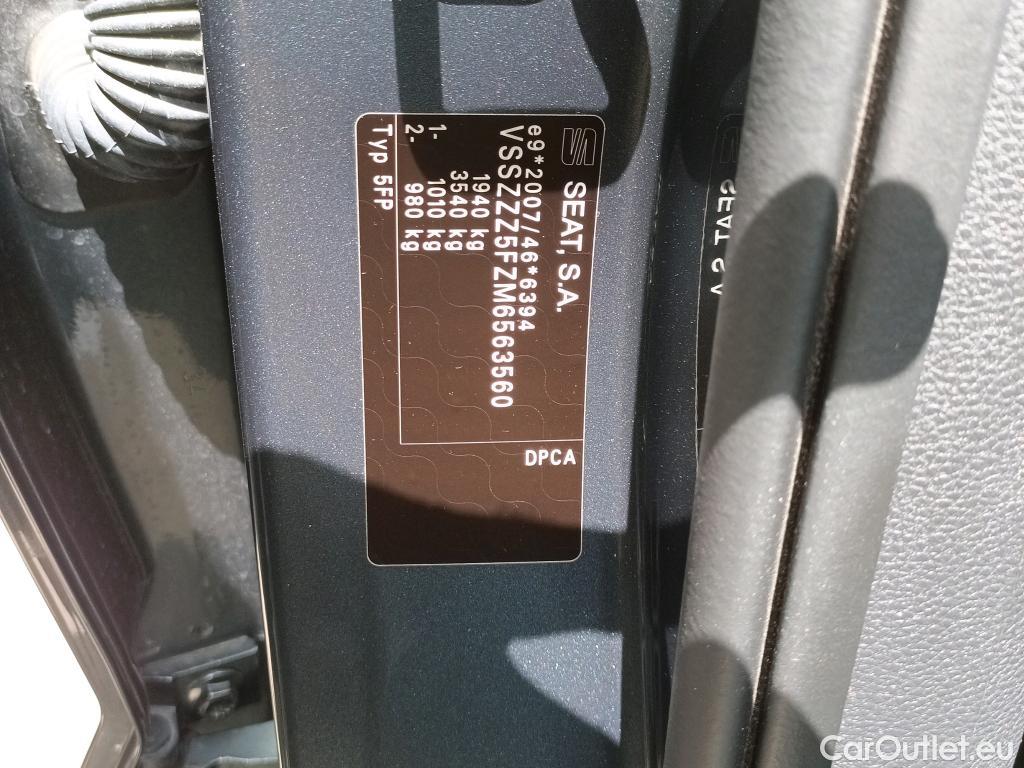 SEAT, S.A.
e9*2007/46*6394
VSSZZZ5FZM6563560
1940 kg
3540 kg
1- 1010 kg
2- 980 kg
Typ 5FP
DPCA
CarOutlet.eu